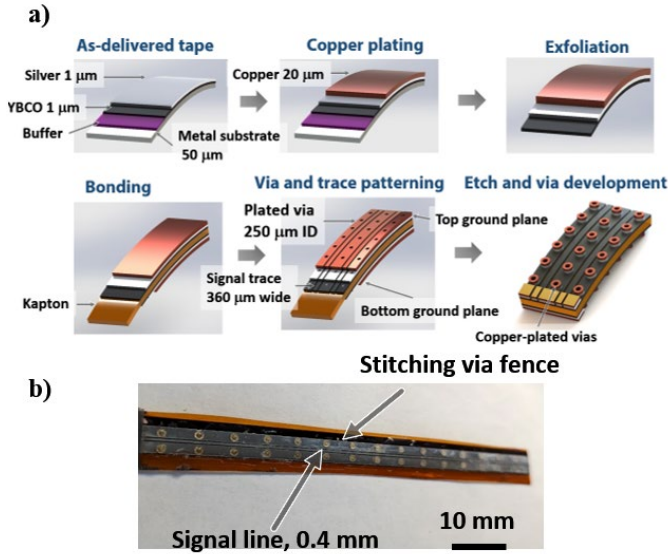 a)
As-delivered tape
Copper plating
Exfoliation
Silver 1 µm
Copper 20 µm
YBCO 1 µm
Buffer
Metal substrate
50 µm
Bonding
Via and trace patterning
Etch and via development
Plated via
250 µm ID
Top ground plane
Signal trace
360 µm wide
Kapton
Bottom ground plane
Copper-plated vias
Stitching via fence
b)
Signal line, 0.4 mm
10 mm